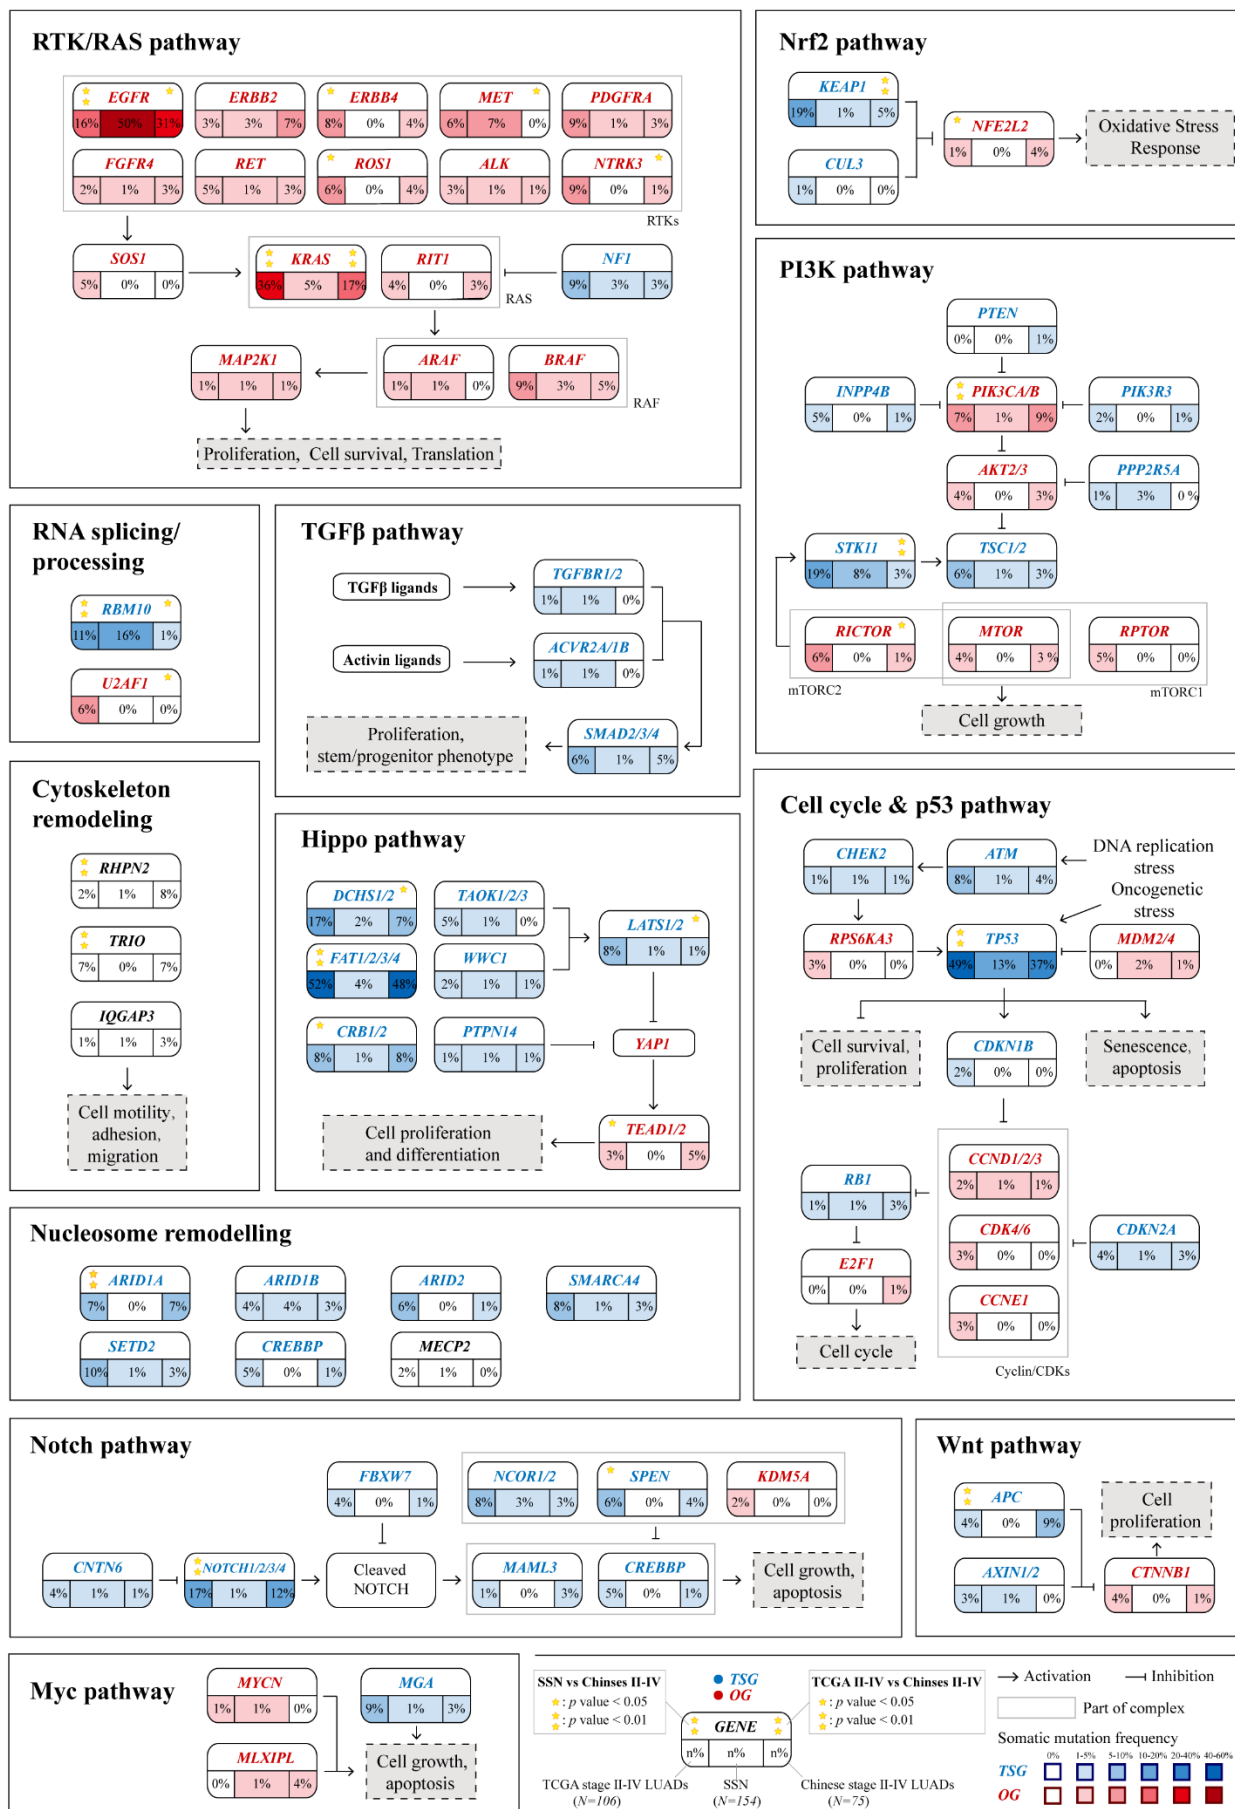 RTK/RAS pathway
EGFR ERBB2 ERBB4 MET PDGFRA
16% 50% 31% 3% 3% 7% 8% 0% 4% 6% 7% 0% 9% 1% 3%
FGFR4 RET ROS1 ALK NTRK3
2% 1% 3% 5% 1% 3% 6% 0% 4% 3% 1% 1% 9% 0% 1%
RTKs
SOS1 KRAS RIT1 NF1
5% 0% 0% 36% 5% 17% 4% 0% 3% 9% 3% 3%
RAS
MAP2K1 ARAF BRAF
1% 1% 1% 1% 1% 0% 9% 3% 5%
RAF
Proliferation, Cell survival, Translation
Nrf2 pathway
KEAP1
19% 1% 5%
NFE2L2
1% 0% 4%
CUL3
1% 0% 0%
Oxidative Stress
Response
PI3K pathway
PTEN
0% 0% 1%
INPP4B PIK3CA/B PIK3R3
5% 0% 1% 7% 1% 9% 2% 0% 1%
AKT2/3 PPP2R5A
4% 0% 3% 1% 3% 0 %
STK11 TSC1/2
19% 8% 3% 6% 1% 3%
RICTOR MTOR RPTOR
6% 0% 1% 4% 0% 3 % 5% 0% 0%
mTORC2 mTORC1
Cell growth
RNA splicing/
processing
RBM10
11% 16% 1%
U2AF1
6% 0% 0%
TGFβ pathway
TGFβ ligands
TGFBR1/2
1% 1% 0%
Activin ligands
ACVR2A/1B
1% 1% 0%
Proliferation,
stem/progenitor phenotype
SMAD2/3/4
6% 1% 5%
Cytoskeleton
remodeling
RHPN2
2% 1% 8%
TRIO
7% 0% 7%
IQGAP3
1% 1% 3%
Cell motility,
adhesion,
migration
Hippo pathway
DCHS1/2 TAOK1/2/3
17% 2% 7% 5% 1% 0%
LATS1/2
8% 1% 1%
FAT1/2/3/4 WWC1
52% 4% 48% 2% 1% 1%
CRB1/2 PTPN14
8% 1% 8% 1% 1% 1%
YAP1
TEAD1/2
3% 0% 5%
Cell proliferation
and differentiation
Cell cycle & p53 pathway
CHEK2 ATM
1% 1% 1% 8% 1% 4%
DNA replication
stress
Oncogenetic
stress
RPS6KA3 TP53 MDM2/4
3% 0% 0% 49% 13% 37% 0% 2% 1%
Cell survival,
proliferation
CDKN1B
2% 0% 0%
Senescence,
apoptosis
CCND1/2/3
2% 1% 1%
RB1
1% 1% 3%
CDK4/6
3% 0% 0%
CDKN2A
4% 1% 3%
E2F1
0% 0% 1%
CCNE1
3% 0% 0%
Cell cycle
Cyclin/CDKs
Nucleosome remodelling
ARID1A ARID1B ARID2 SMARCA4
7% 0% 7% 4% 4% 3% 6% 0% 1% 8% 1% 3%
SETD2 CREBBP MECP2
10% 1% 3% 5% 0% 1% 2% 1% 0%
Notch pathway
FBXW7 NCOR1/2 SPEN KDM5A
4% 0% 1% 8% 3% 3% 6% 0% 4% 2% 0% 0%
CNTN6 NOTCH1/2/3/4
4% 1% 1% 17% 1% 12%
Cleaved
NOTCH
MAML3 CREBBP
1% 0% 3% 5% 0% 1%
Cell growth,
apoptosis
Wnt pathway
APC
4% 0% 9%
Cell
proliferation
AXIN1/2
3% 1% 0%
CTNNB1
4% 0% 1%
Myc pathway
MYCN MGA
1% 1% 0% 9% 1% 3%
MLXIPL
0% 1% 4%
Cell growth,
apoptosis
SSN vs Chinses II-IV
: p value < 0.05
: p value < 0.01
TSG
OG
TCGA II-IV vs Chinses II-IV
: p value < 0.05
: p value < 0.01
GENE
n% n% n%
TCGA stage II-IV LUADs
(N=106)
SSN
(N=154)
Chinese stage II-IV LUADs
(N=75)
Activation Inhibition
Part of complex
Somatic mutation frequency
0% 1-5% 5-10% 10-20% 20-40% 40-60%
TSG
OG